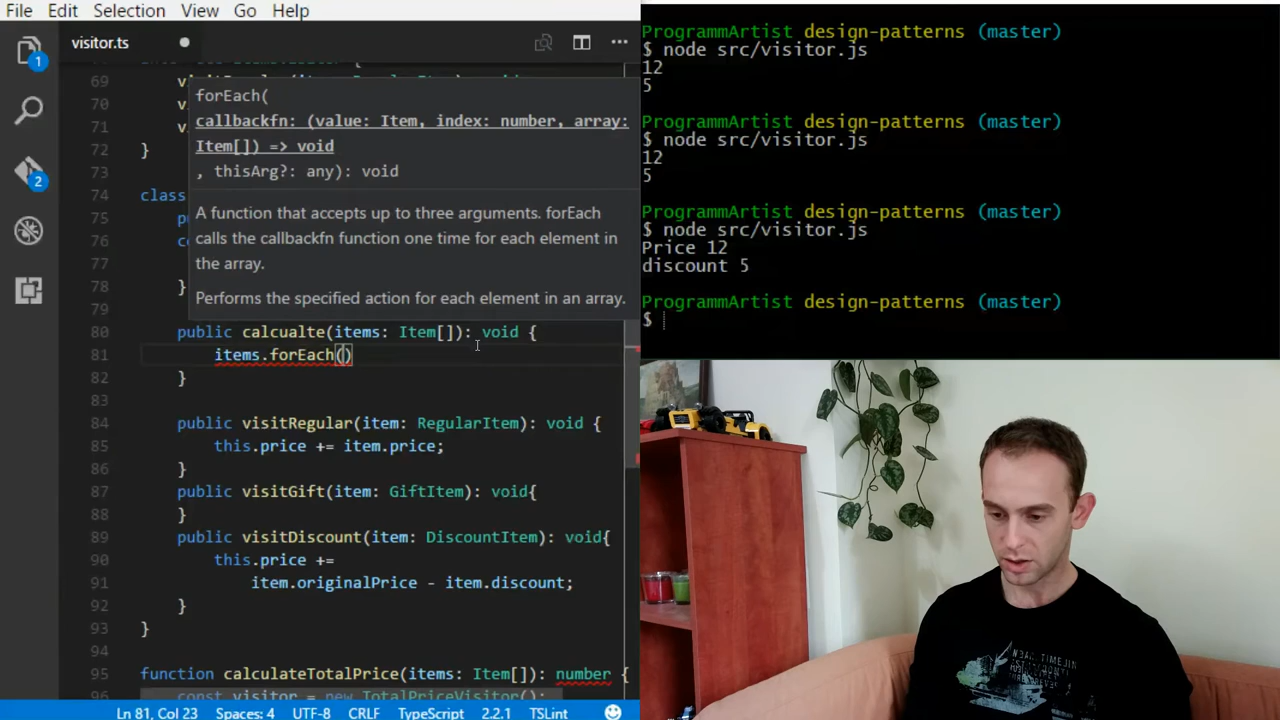 File Edit Selection View Go Help
visitor.ts
1
2
69
70
71
72 }
73
74 class
75
76
77
78 }
79
forEach(
callbackfn: (value: Item, index: number, array:
Item[]) => void
, thisArg?: any): void
A function that accepts up to three arguments. forEach
calls the callbackfn function one time for each element in
the array.
Performs the specified action for each element in an array.
80 public calcualte(items: Item[]): void {
81 items.forEach()
82 }
83
84 public visitRegular(item: RegularItem): void {
85 this.price += item.price;
86 }
87 public visitGift(item: GiftItem): void{
88 }
89 public visitDiscount(item: DiscountItem): void{
90 this.price +=
91 item.originalPrice - item.discount;
92 }
93 }
94
95 function calculateTotalPrice(items: Item[]): number {
96 const visitor = new TotalPriceVisitor();
Ln 81, Col 23 Spaces: 4 UTF-8 CRLF TypeScript 2.2.1 TSLint
ProgrammArtist design-patterns (master)
$ node src/visitor.js
12
5
ProgrammArtist design-patterns (master)
$ node src/visitor.js
12
5
ProgrammArtist design-patterns (master)
$ node src/visitor.js
Price 12
discount 5
ProgrammArtist design-patterns (master)
$